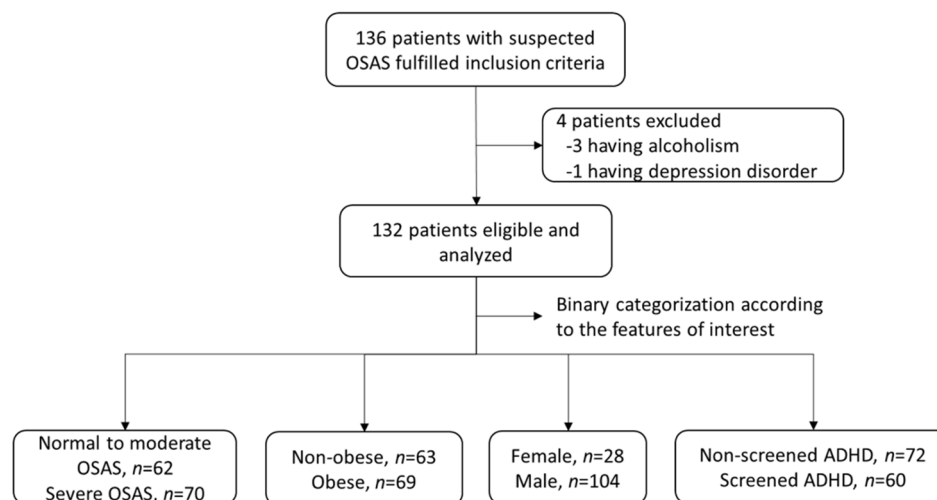 136 patients with suspected
OSAS fulfilled inclusion criteria
4 patients excluded
-3 having alcoholism
-1 having depression disorder
132 patients eligible and
analyzed
Binary categorization according
to the features of interest
Normal to moderate
OSAS, n=62
Severe OSAS, n=70
Non-obese, n=63
Obese, n=69
Female, n=28
Male, n=104
Non-screened ADHD, n=72
Screened ADHD, n=60